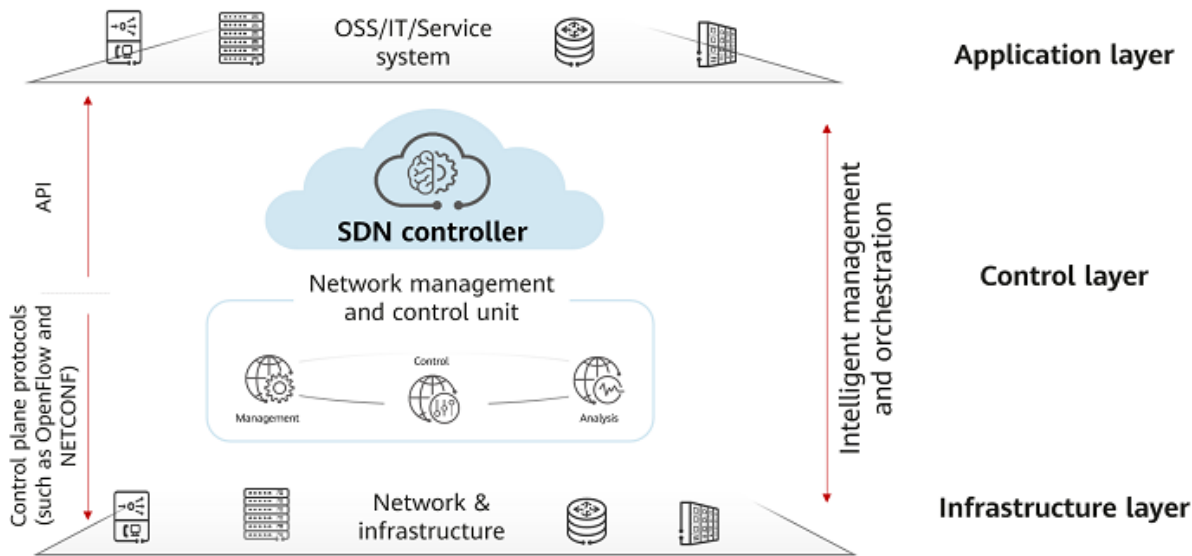 OSS/IT/Service
system
Application layer
API
SDN controller
Intelligent management
and orchestration
Control layer
Network management
and control unit
Control
Management
Analysis
Control plane protocols
(such as OpenFlow and
NETCONF)
Network &
infrastructure
Infrastructure layer